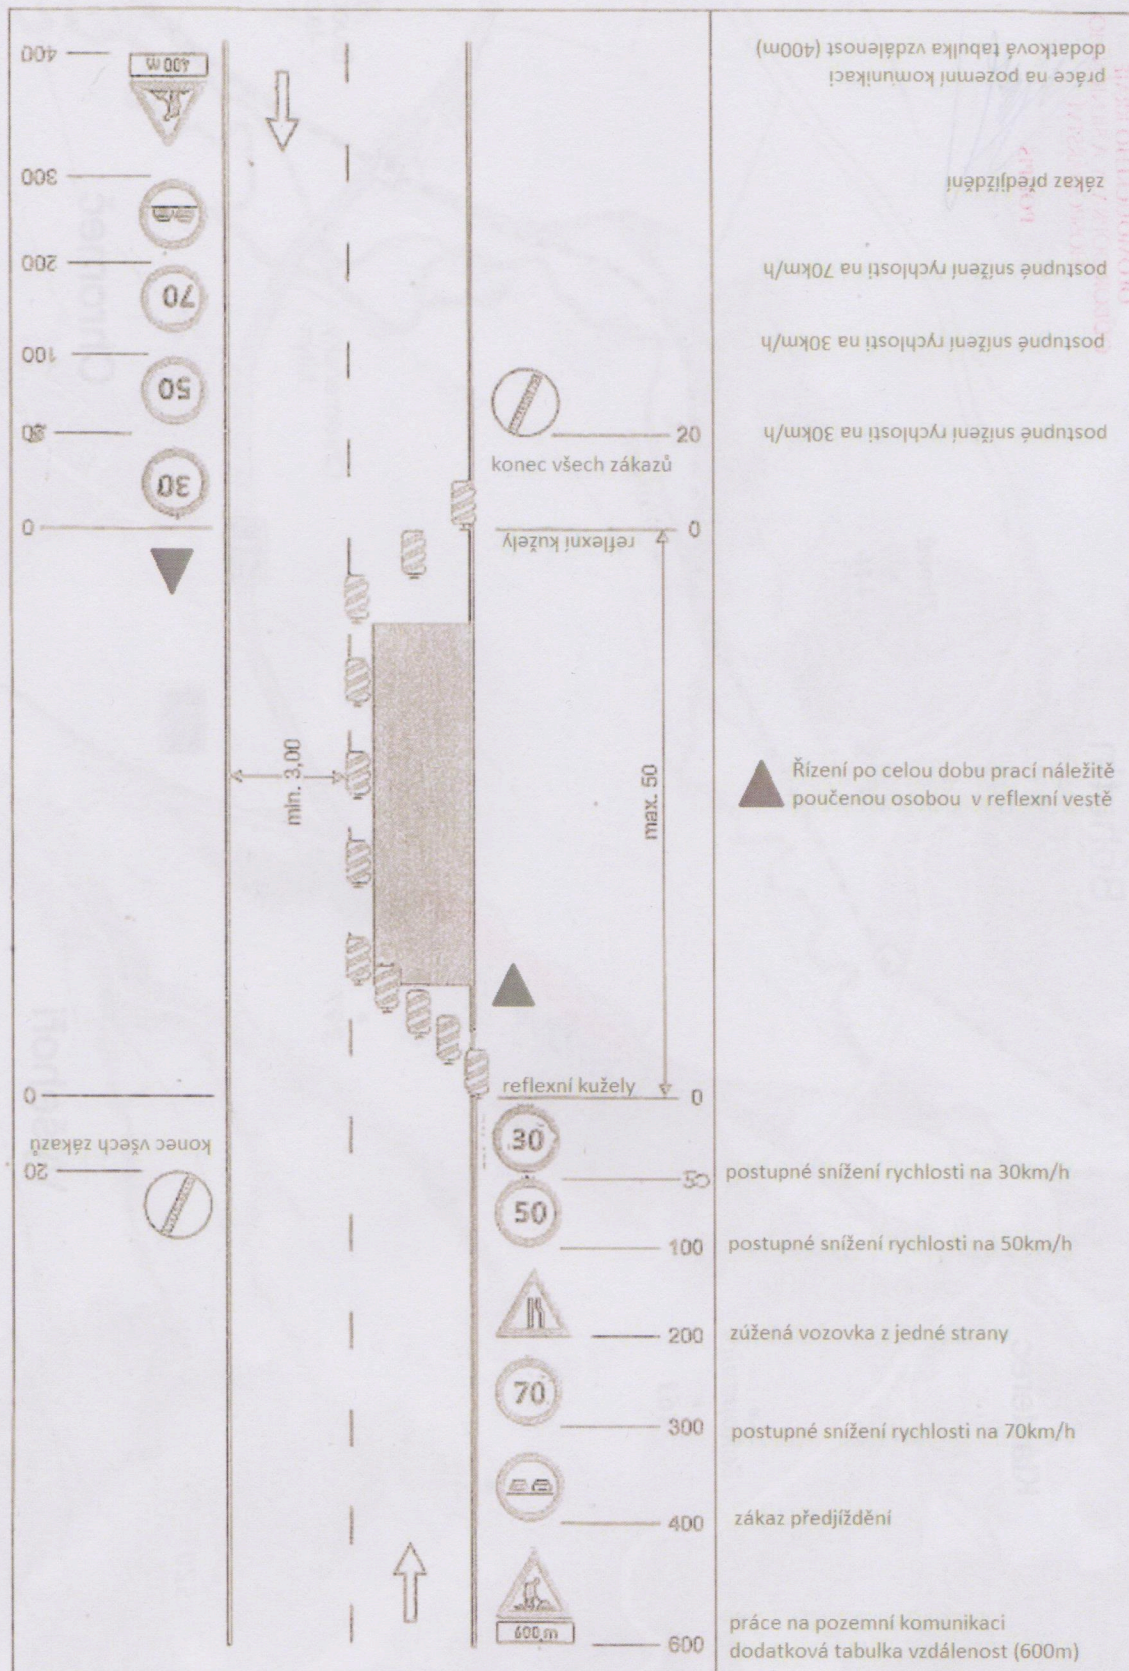 400
400 m
dodatková tabulka vzdálenost (400m)
práce na pozemní komunikaci
300
zákaz předjíždění
200
70
postupné snížení rychlosti na 70km/h
100
50
postupné snížení rychlosti na 30km/h
30
postupné snížení rychlosti na 30km/h
0
20
konec všech zákazů
0
reflexní kužely
min. 3,00
max. 50
Řízení po celou dobu prací náležitě
poučenou osobou v reflexní vestě
reflexní kužely
0
0
konec všech zákazů
20
30
50
postupné snížení rychlosti na 30km/h
50
100
postupné snížení rychlosti na 50km/h
200
zúžená vozovka z jedné strany
70
300
postupné snížení rychlosti na 70km/h
400
zákaz předjíždění
600 m
600
práce na pozemní komunikaci
dodatková tabulka vzdálenost (600m)